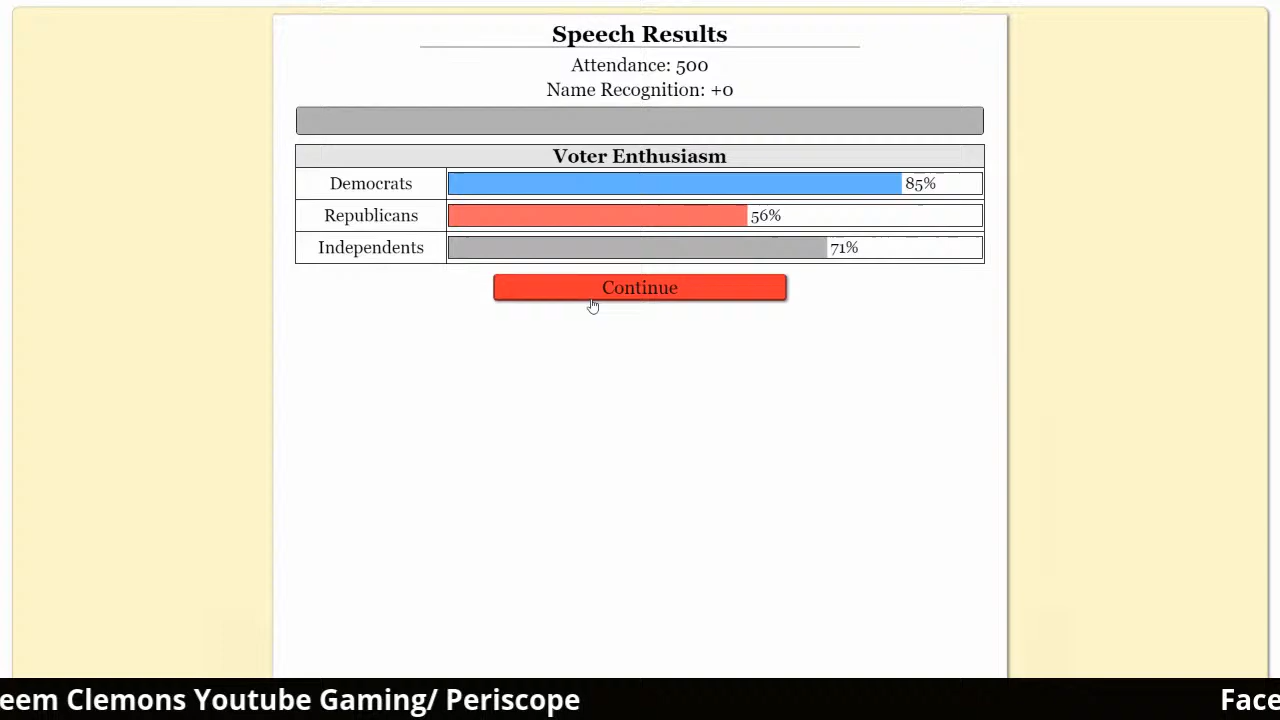 Speech Results
Attendance: 500
Name Recognition: +0
Voter Enthusiasm
Democrats 85%
Republicans 56%
Independents 71%
Continue
eem Clemons Youtube Gaming/ Periscope Face